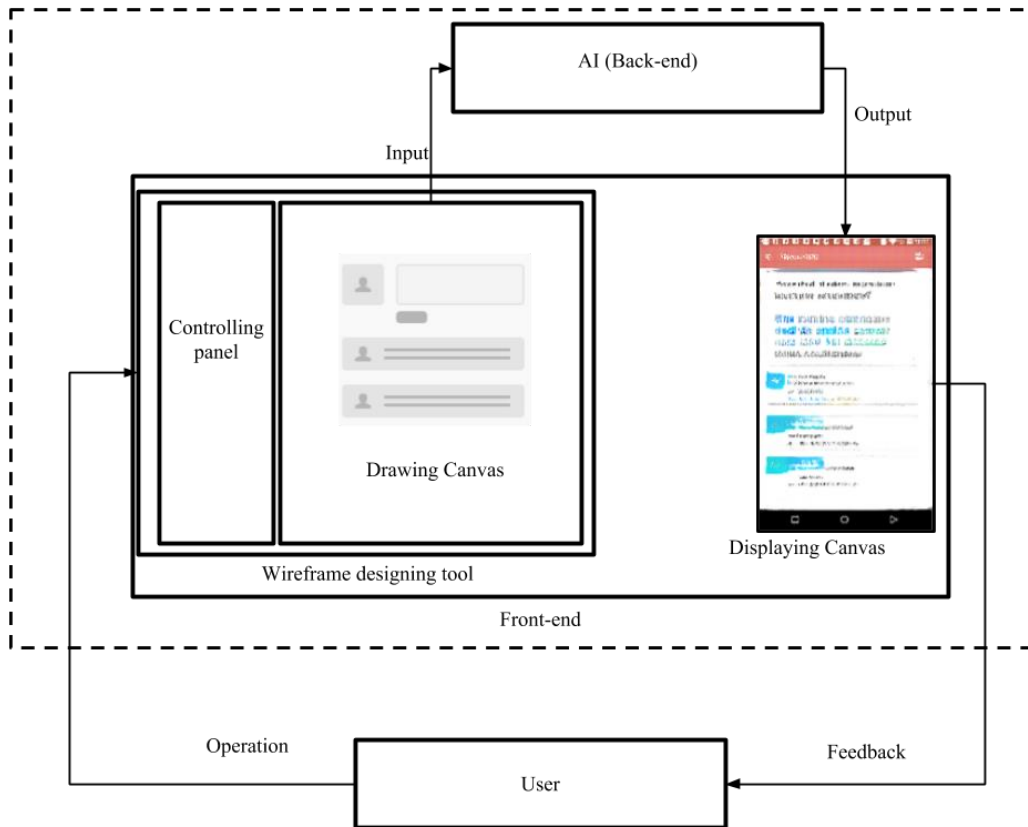 AI (Back-end)
Output
Input
Controlling
panel
Drawing Canvas
Displaying Canvas
Wireframe designing tool
Front-end
Operation
Feedback
User